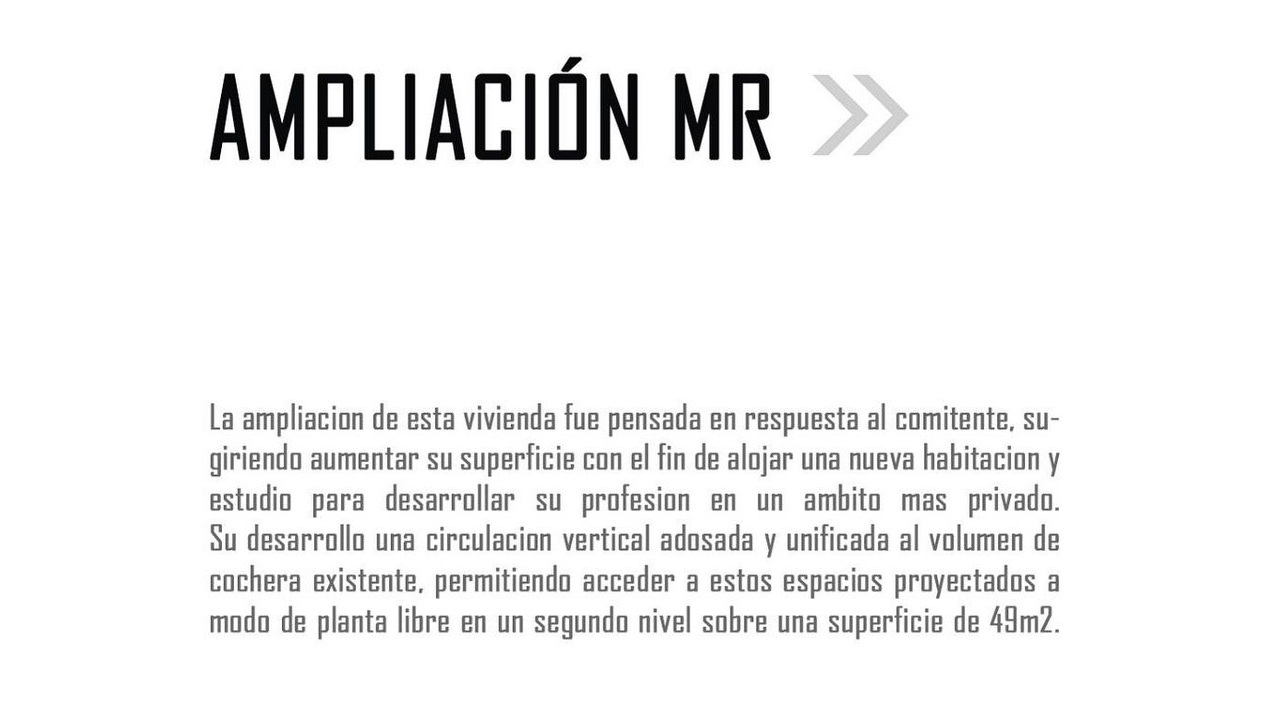 AMPLIACIÓN MR
La ampliacion de esta vivienda fue pensada en respuesta al comitente, su-
giriendo aumentar su superficie con el fin de alojar una nueva habitacion y
estudio para desarrollar su profesion en un ambito mas privado.
Su desarrollo una circulacion vertical adosada y unificada al volumen de
cochera existente, permitiendo acceder a estos espacios proyectados a
modo de planta libre en un segundo nivel sobre una superficie de 49m2.